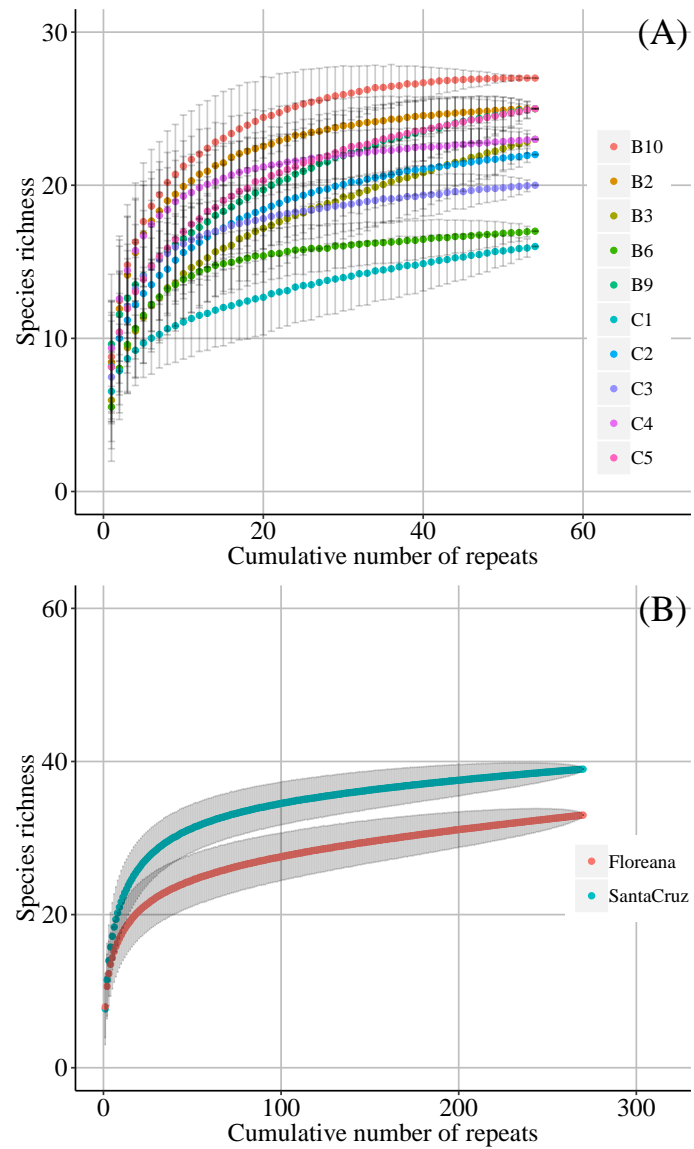 (A)
30
20
10
0
Species richness
B10
B2
B3
B6
B9
C1
C2
C3
C4
C5
0
20
40
60
Cumulative number of repeats
(B)
60
40
20
0
Species richness
Floreana
SantaCruz
0
100
200
300
Cumulative number of repeats